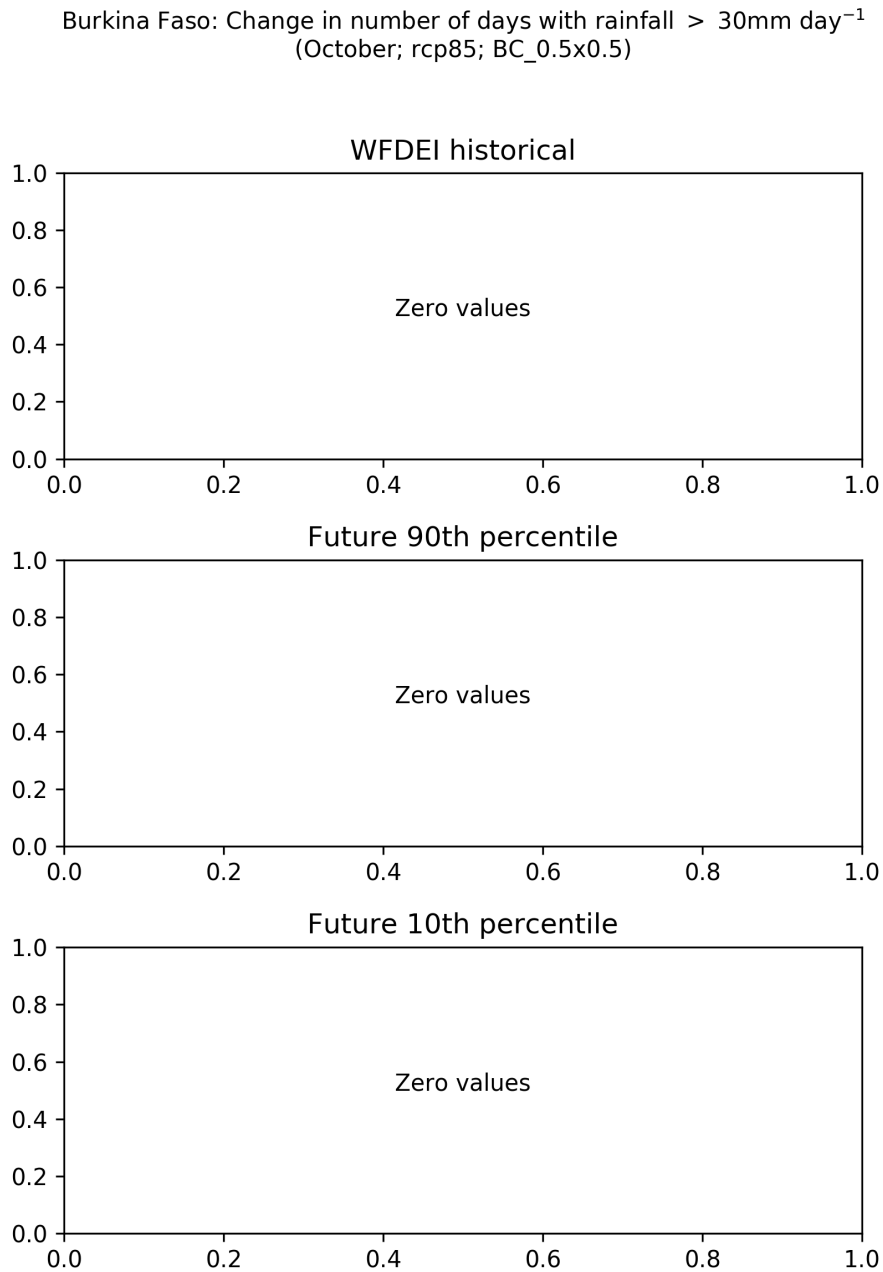 Burkina Faso: Change in number of days with rainfall > 30mm day⁻¹
(October; rcp85; BC_0.5x0.5)
WFDEI historical
1.0
0.8
0.6
Zero values
0.4
0.2
0.0
0.0 0.2 0.4 0.6 0.8 1.0
Future 90th percentile
1.0
0.8
0.6
Zero values
0.4
0.2
0.0
0.0 0.2 0.4 0.6 0.8 1.0
Future 10th percentile
1.0
0.8
0.6
Zero values
0.4
0.2
0.0
0.0 0.2 0.4 0.6 0.8 1.0